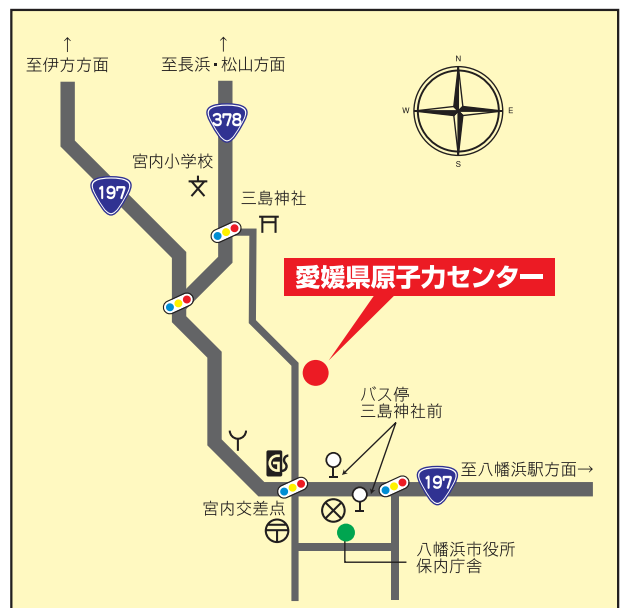 ↑
至伊方方面
↑
至長浜・松山方面
N
W
E
S
378
宮内小学校
文
197
三島神社
愛媛県原子力センター
バス停
三島神社前
GS
至八幡浜駅方面→
197
宮内交差点
八幡浜市役所
保内庁舎